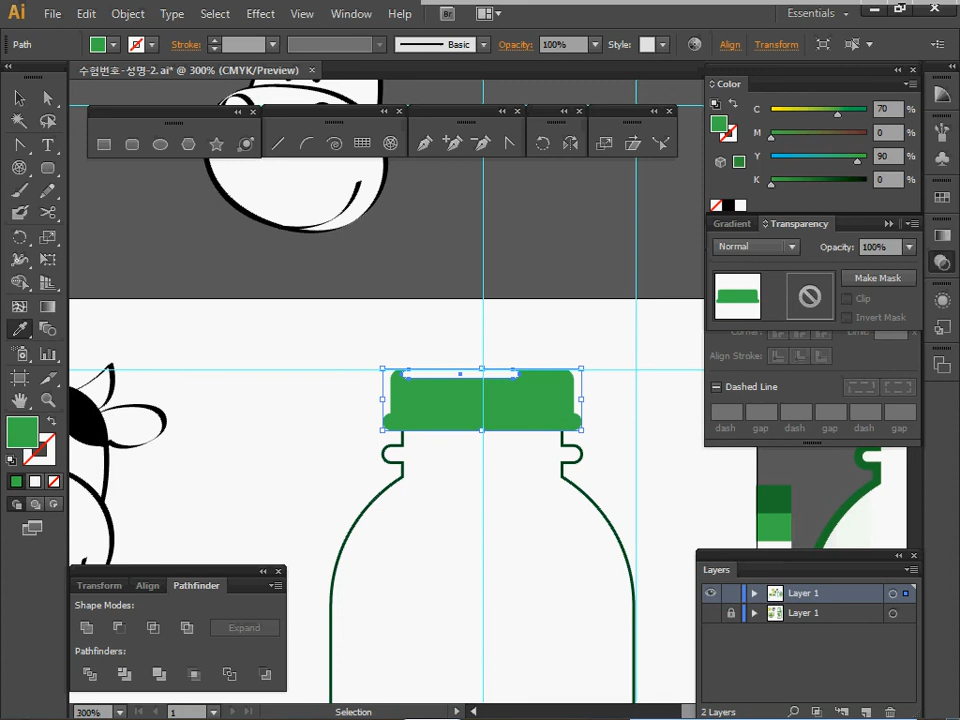 Ai File Edit Object Type Select Effect View Window Help Br Essentials
Path Stroke: Basic Opacity: 100% Style: Align Transform
수험번호-성명-2.ai* @ 300% (CMYK/Preview)
Color
C 70 %
M 0 %
Y 90 %
K 0 %
Gradient Transparency
Normal Opacity: 100%
Make Mask
Clip
Invert Mask
Align Stroke:
Dashed Line
dash gap dash gap dash gap
Layers
Layer 1
Layer 1
2 Layers
Transform Align Pathfinder
Shape Modes:
Expand
Pathfinders:
300% 1 Selection